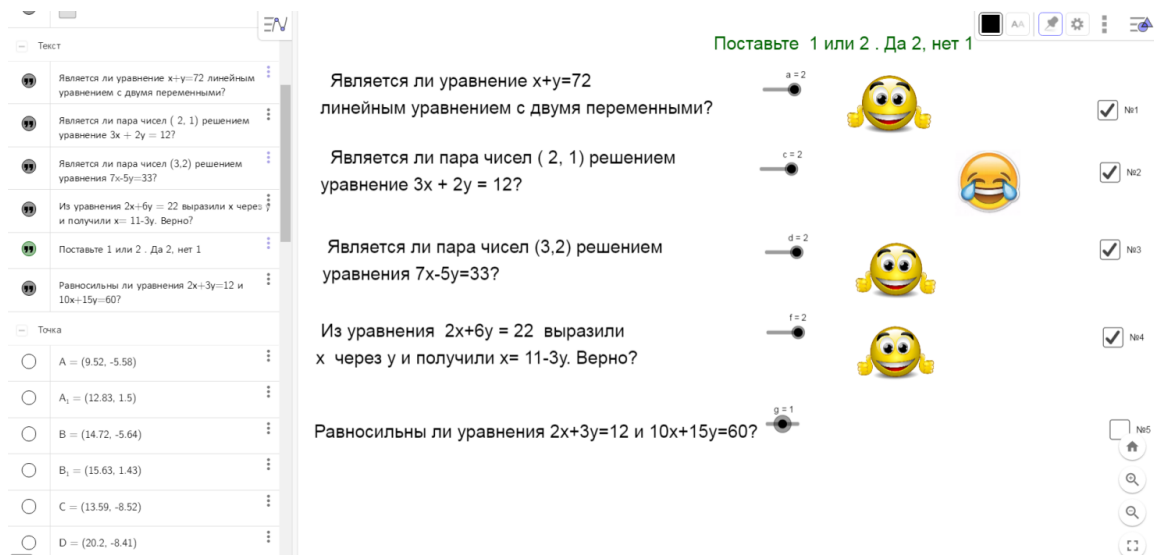 Текст
Является ли уравнение x+y=72 линейным
уравнением с двумя переменными?
Является ли пара чисел ( 2, 1) решением
уравнение 3x + 2y = 12?
Является ли пара чисел (3,2) решением
уравнения 7x-5y=33?
Из уравнения 2x+6y = 22 выразили x через y
и получили x= 11-3y. Верно?
Поставьте 1 или 2 . Да 2, нет 1
Равносильны ли уравнения 2x+3y=12 и
10x+15y=60?
Точка
A = (9.52, -5.58)
A₁ = (12.83, 1.5)
B = (14.72, -5.64)
B₁ = (15.63, 1.43)
C = (13.59, -8.52)
D = (20.2, -8.41)
AA
Поставьте 1 или 2 . Да 2, нет 1
Является ли уравнение x+y=72
линейным уравнением с двумя переменными?
a = 2
№1
Является ли пара чисел ( 2, 1) решением
уравнение 3x + 2y = 12?
c = 2
№2
Является ли пара чисел (3,2) решением
уравнения 7x-5y=33?
d = 2
№3
Из уравнения 2x+6y = 22 выразили
x через y и получили x= 11-3y. Верно?
f = 2
№4
Равносильны ли уравнения 2x+3y=12 и 10x+15y=60?
g = 1
№5